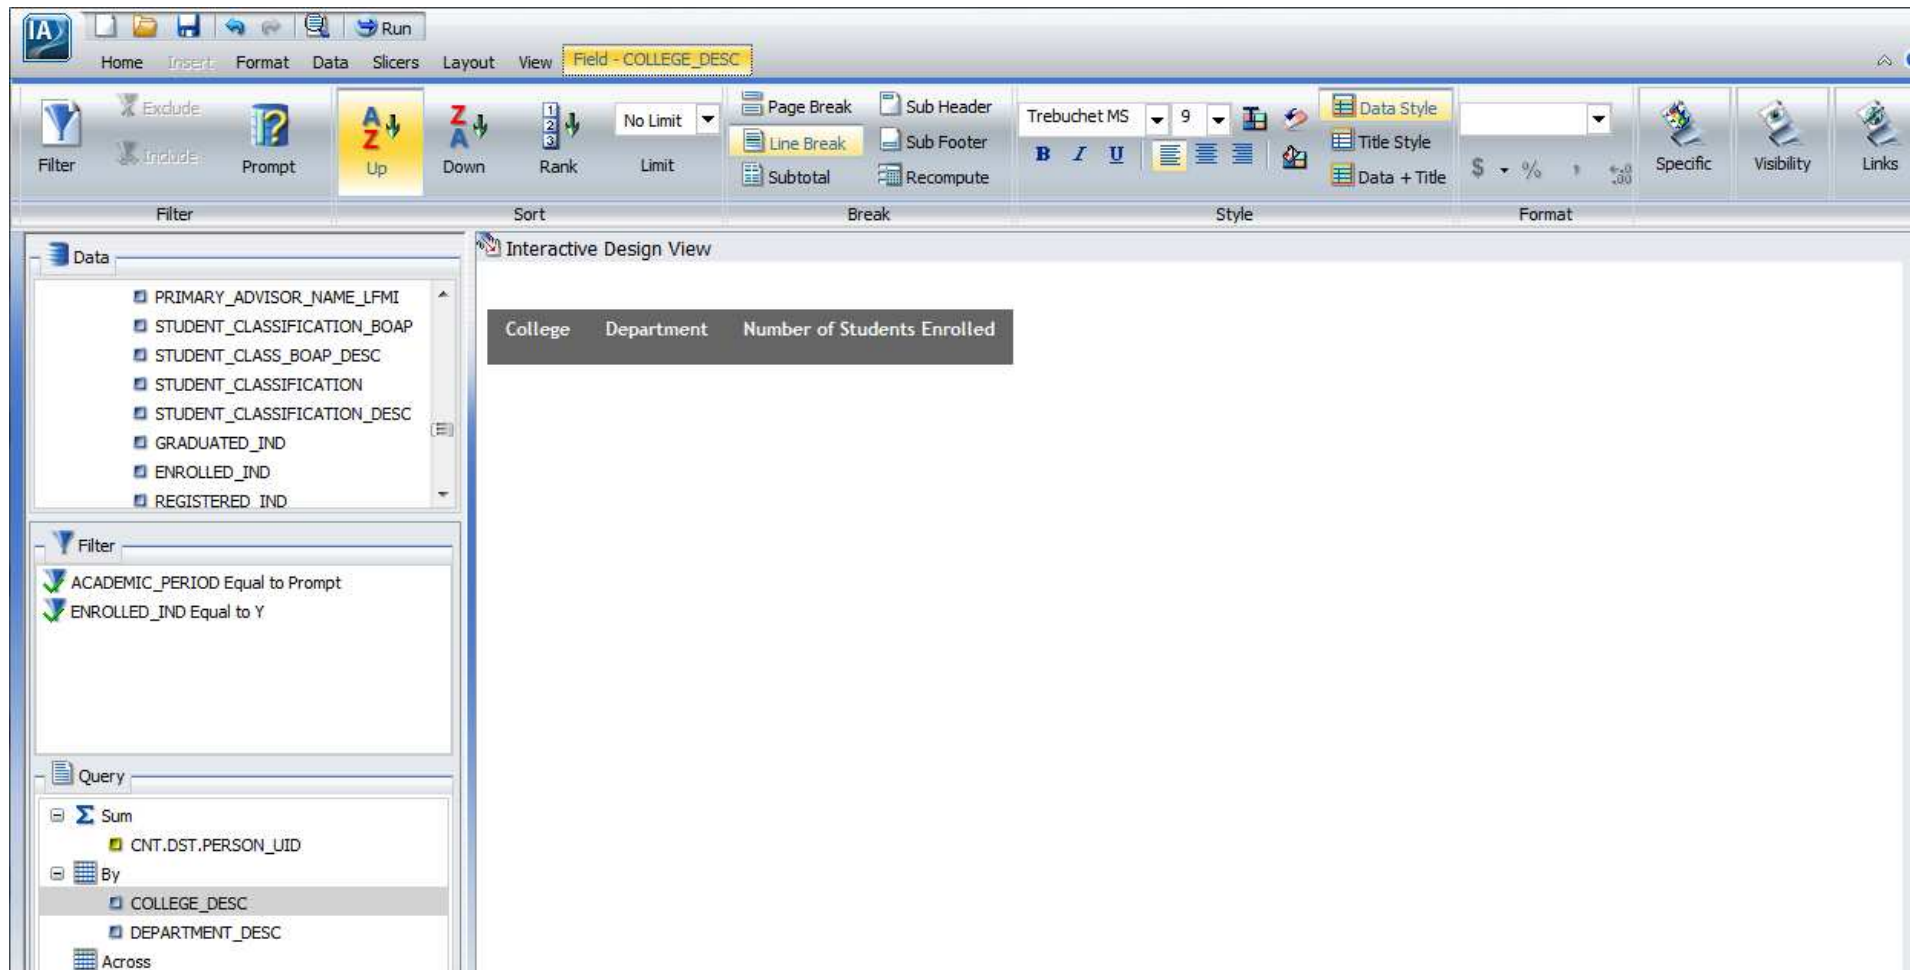 IA
Run
Home Insert Format Data Slicers Layout View Field - COLLEGE_DESC
Filter
Exclude
Include
Prompt
Filter
A Z Up
Z A Down
1 2 3 Rank
No Limit
Limit
Sort
Page Break
Line Break
Subtotal
Sub Header
Sub Footer
Recompute
Break
Trebuchet MS 9
B I U
Data Style
Title Style
Data + Title
Style
$ % ,
Format
Specific
Visibility
Links
Data
PRIMARY_ADVISOR_NAME_LFMI
STUDENT_CLASSIFICATION_BOAP
STUDENT_CLASS_BOAP_DESC
STUDENT_CLASSIFICATION
STUDENT_CLASSIFICATION_DESC
GRADUATED_IND
ENROLLED_IND
REGISTERED_IND
Filter
ACADEMIC_PERIOD Equal to Prompt
ENROLLED_IND Equal to Y
Query
Sum
CNT.DST.PERSON_UID
By
COLLEGE_DESC
DEPARTMENT_DESC
Across
Interactive Design View
College Department Number of Students Enrolled